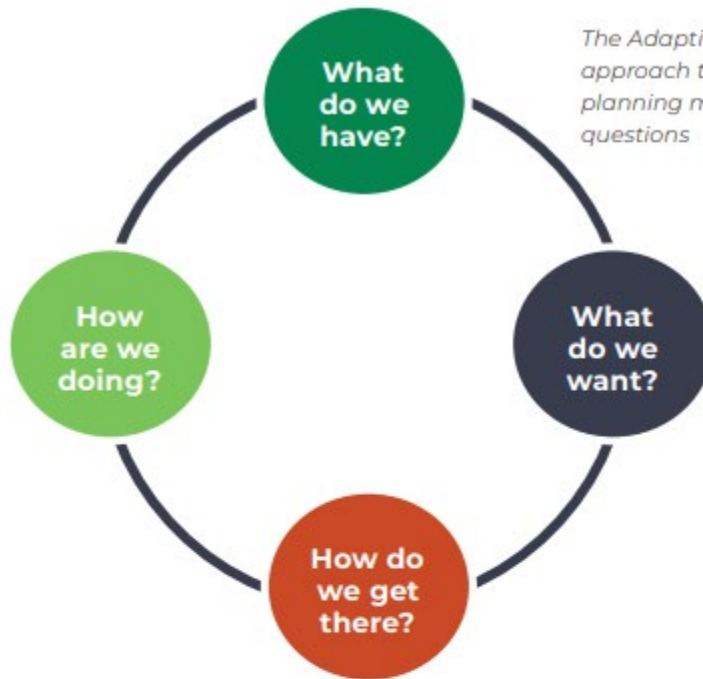 What
do we
have?
The Adapti
approach t
planning m
questions
How
are we
doing?
What
do we
want?
How do
we get
there?